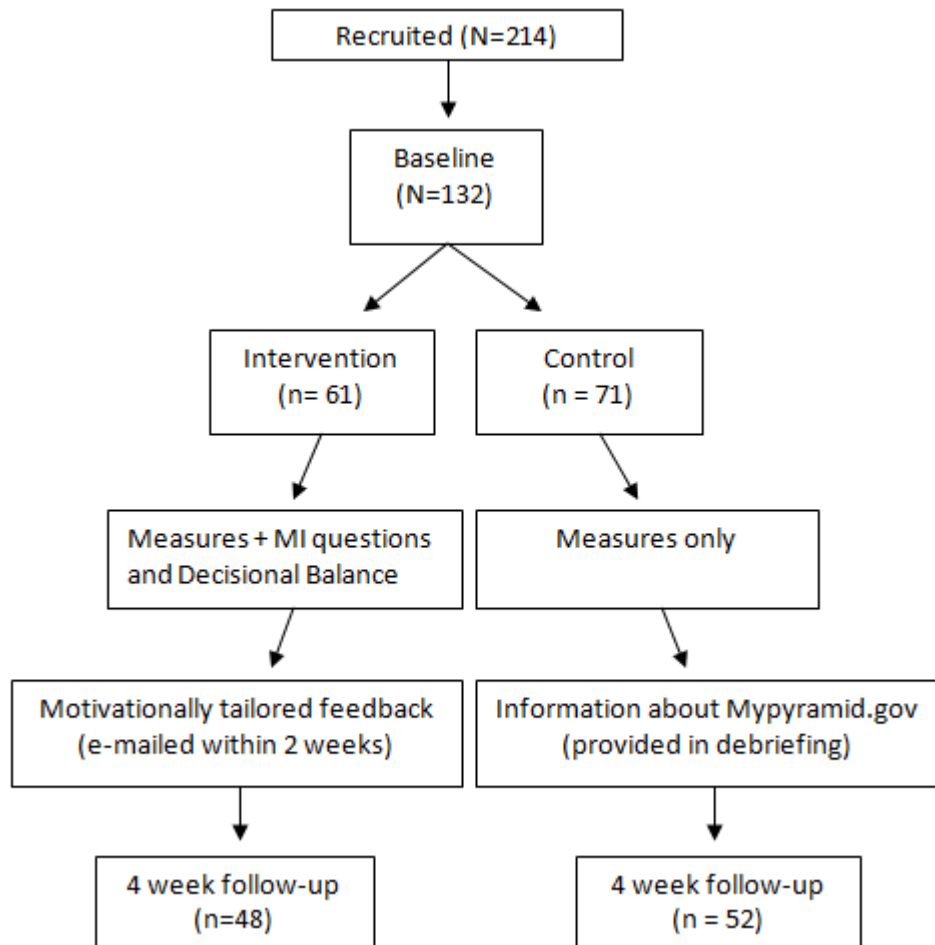 Recruited (N=214)
Baseline
(N=132)
Intervention
(n= 61)
Control
(n = 71)
Measures + MI questions
and Decisional Balance
Measures only
Motivationally tailored feedback
(e-mailed within 2 weeks)
Information about Mypyramid.gov
(provided in debriefing)
4 week follow-up
(n=48)
4 week follow-up
(n = 52)